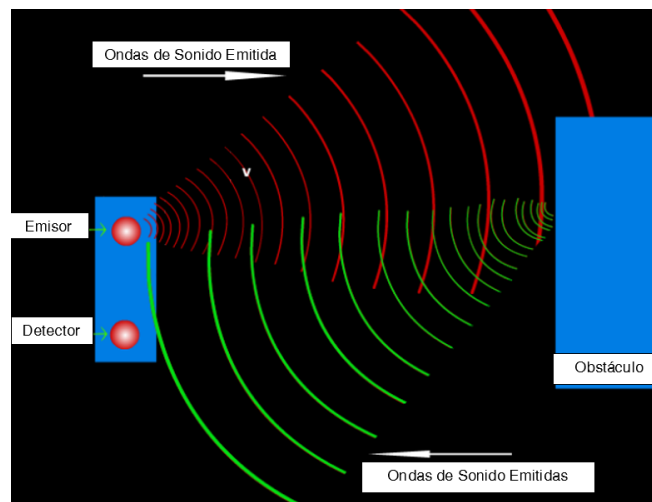 Ondas de Sonido Emitida
v
Emisor
Detector
Obstáculo
Ondas de Sonido Emitidas